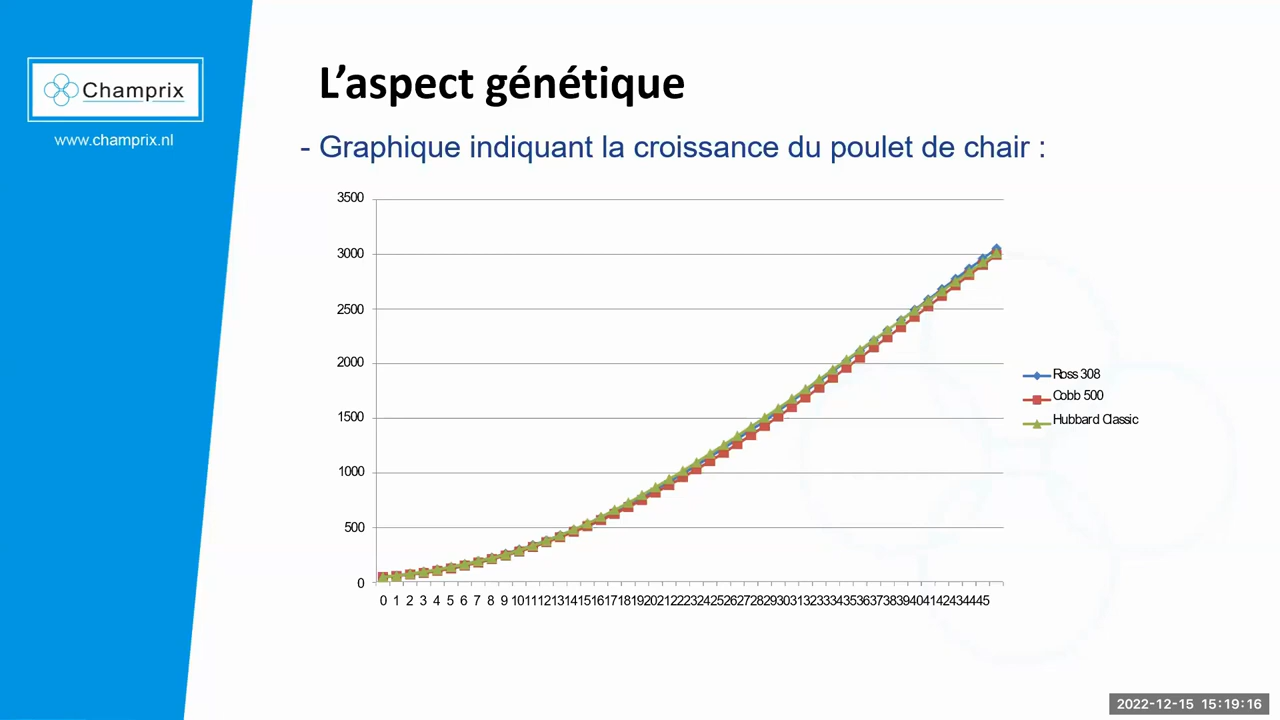 L'aspect génétique
Champrix
www.champrix.nl
- Graphique indiquant la croissance du poulet de chair :
3500
3000
2500
2000
1500
1000
500
0
0 1 2 3 4 5 6 7 8 9 101112131415161718192021222324252627282930313233343536373839404142434445
Ross 308
Cobb 500
Hubbard Classic
2022-12-15 15:19:16